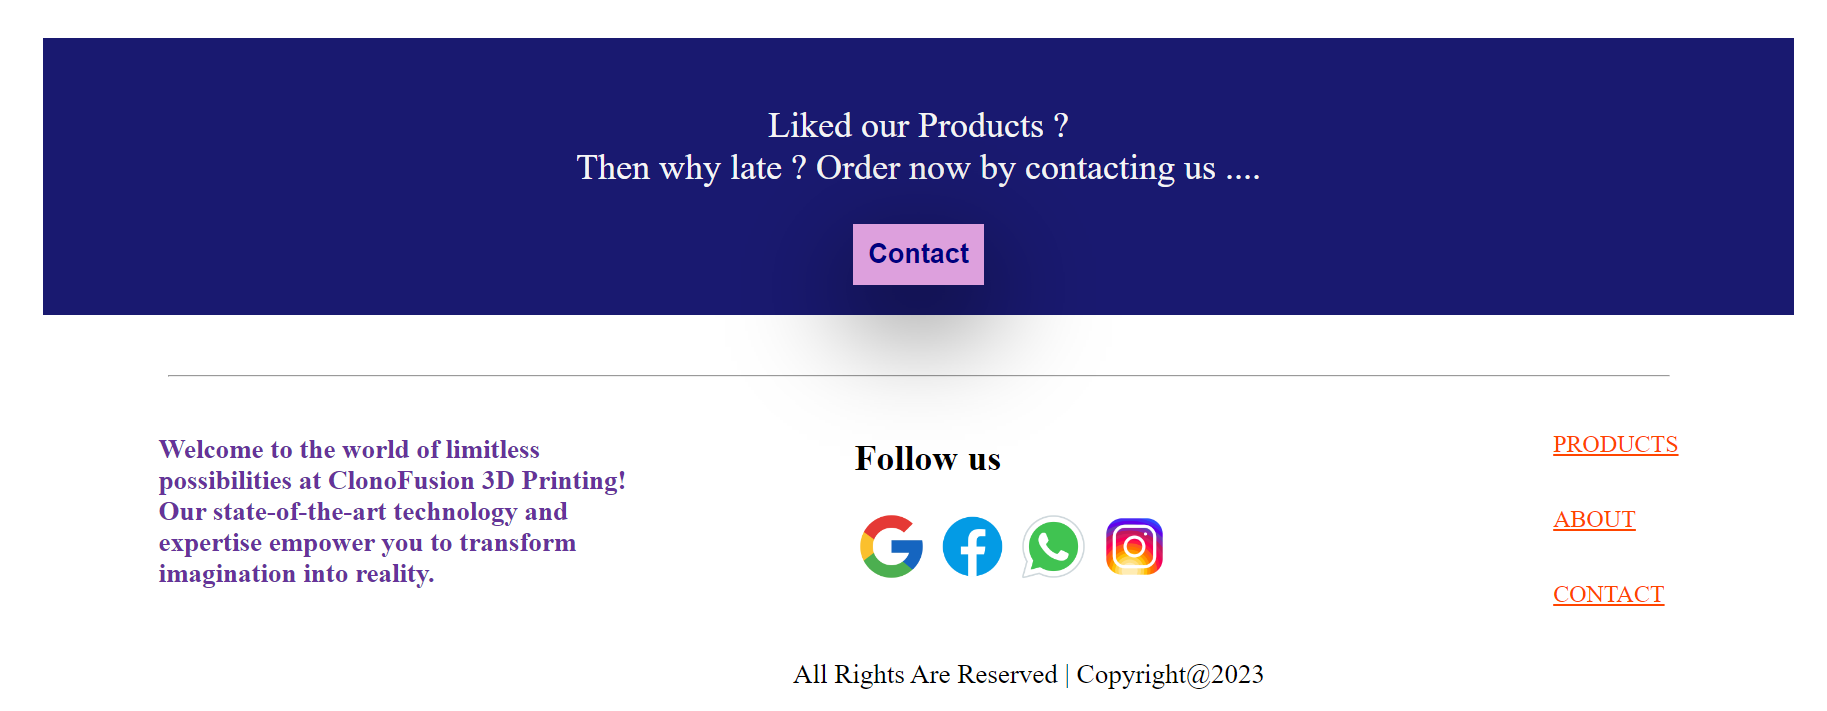 Liked our Products ?
Then why late ? Order now by contacting us ....
Contact
Welcome to the world of limitless
possibilities at ClonoFusion 3D Printing!
Our state-of-the-art technology and
expertise empower you to transform
imagination into reality.
Follow us
PRODUCTS
ABOUT
CONTACT
All Rights Are Reserved | Copyright@2023